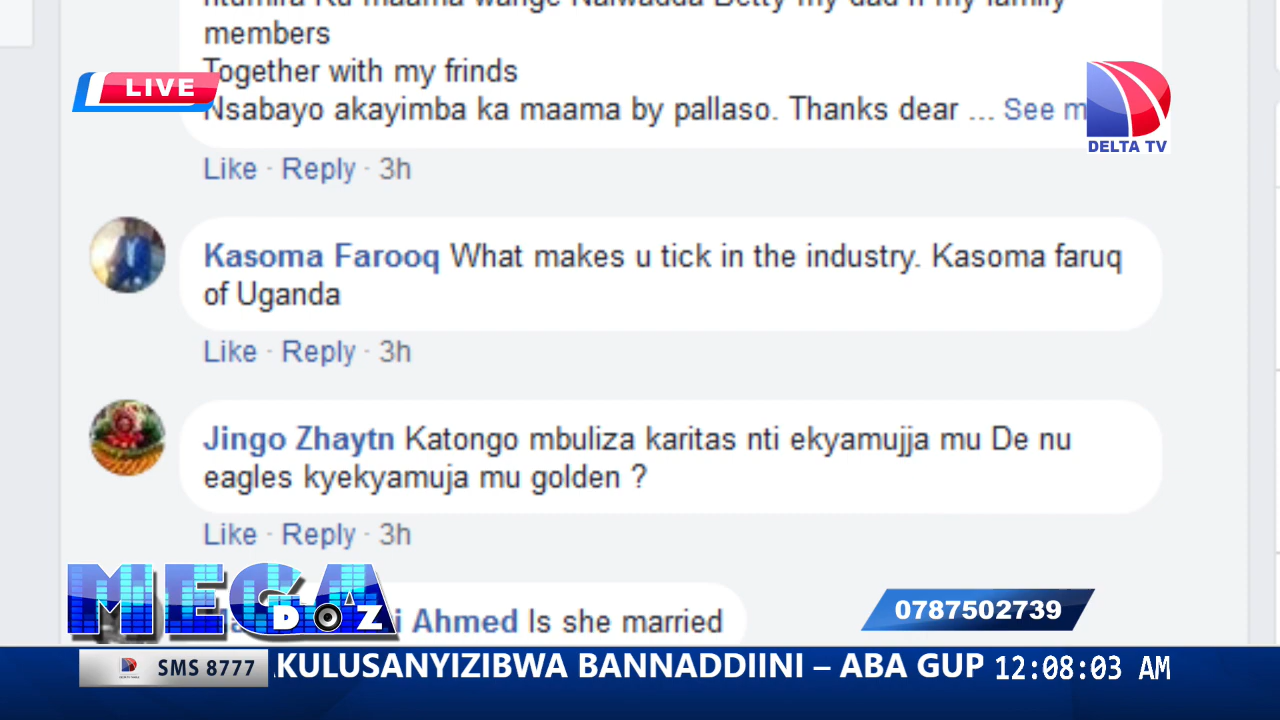 ntumira Ku maama wange Nalwadda Betty my dad n my family
members
Together with my frinds
Nsabayo akayimba ka maama by pallaso. Thanks dear ... See m
LIVE
DELTA TV
Like · Reply · 3h
Kasoma Farooq What makes u tick in the industry. Kasoma faruq
of Uganda
Like · Reply · 3h
Jingo Zhaytn Katongo mbuliza karitas nti ekyamujja mu De nu
eagles kyekyamuja mu golden ?
Like · Reply · 3h
Ahmed Is she married
MEGA
DOZ
0787502739
SMS 8777
KULUSANYIZIBWA BANNADDIINI – ABA GUP
12:08:03 AM